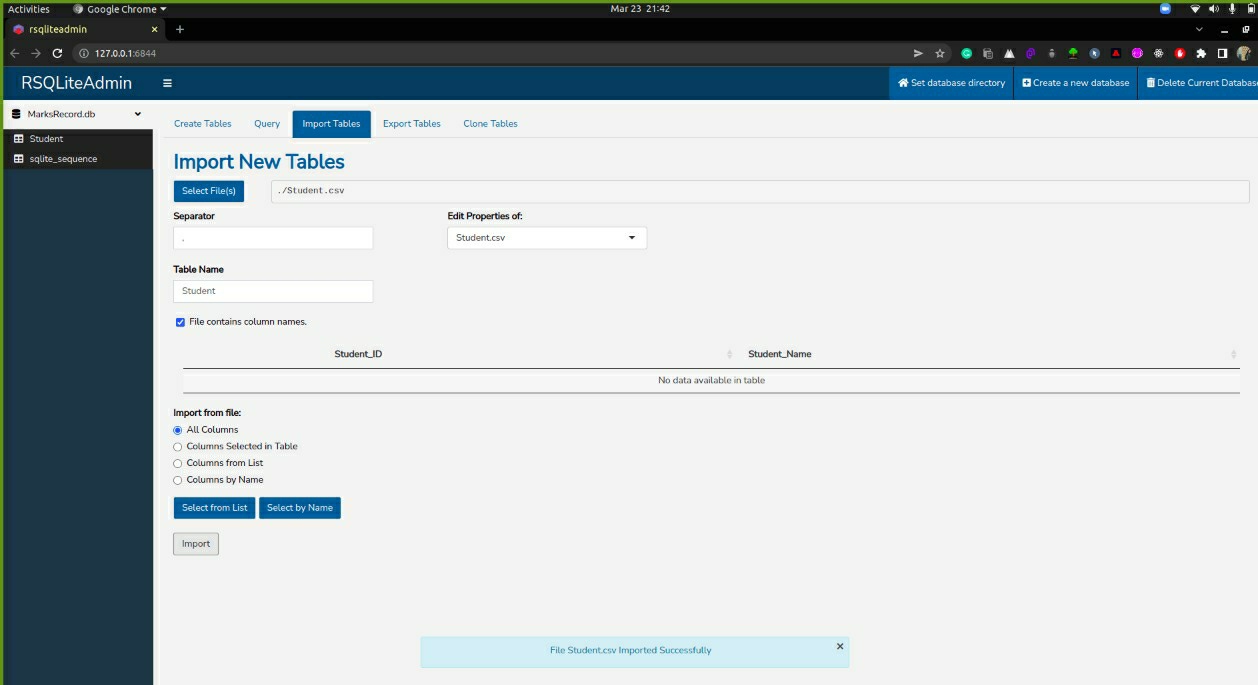 Activities Google Chrome Mar 23 21:42
rsqliteadmin
127.0.0.1:6844
RSQLiteAdmin Set database directory Create a new database Delete Current Databas
MarksRecord.db
Student
sqlite_sequence
Create Tables Query Import Tables Export Tables Clone Tables
Import New Tables
Select File(s) ./Student.csv
Separator Edit Properties of:
, Student.csv
Table Name
Student
File contains column names.
Student_ID Student_Name
No data available in table
Import from file:
All Columns
Columns Selected in Table
Columns from List
Columns by Name
Select from List Select by Name
Import
File Student.csv Imported Successfully